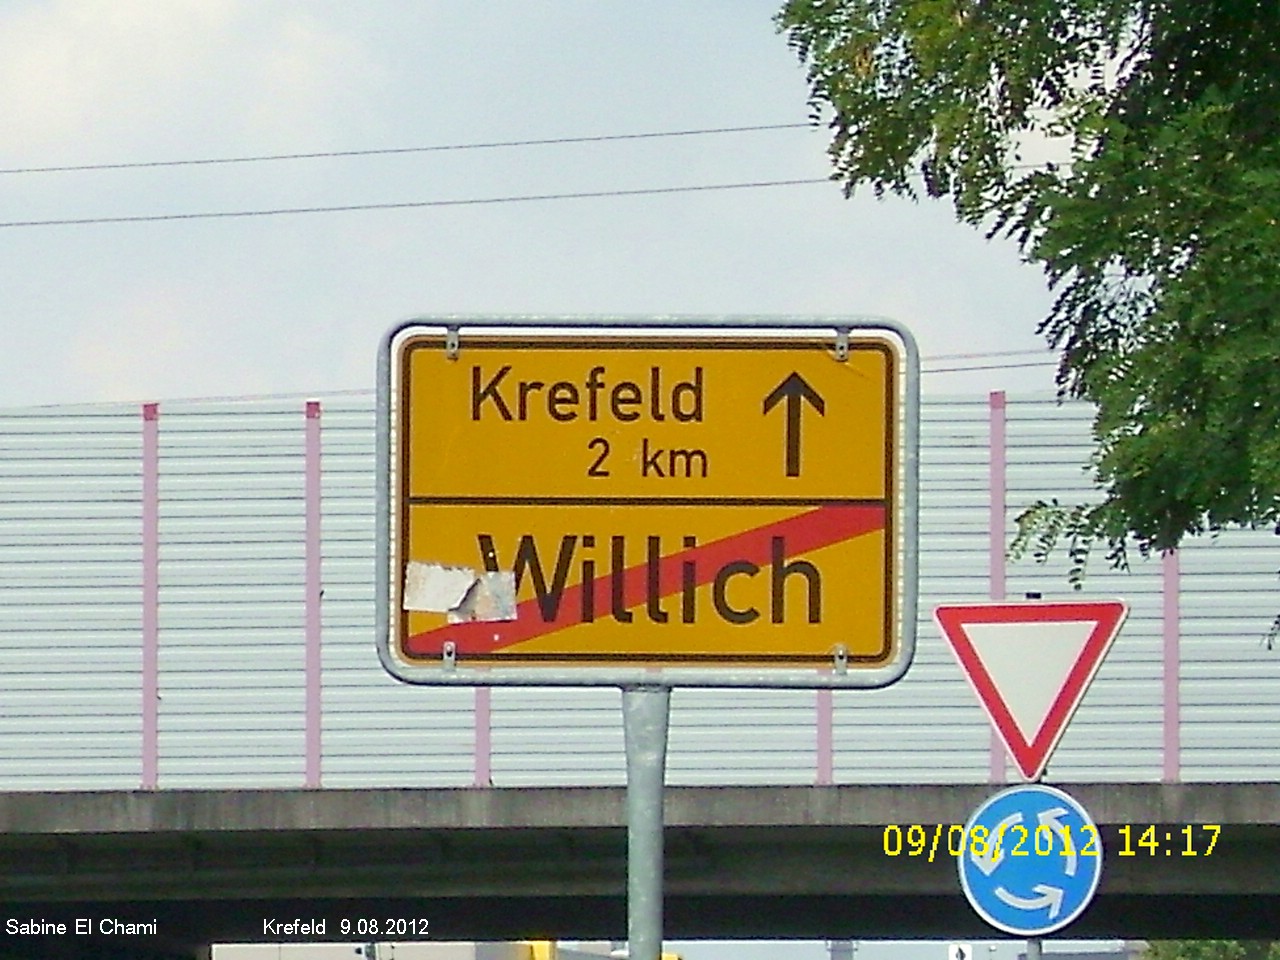 Krefeld
2 km
Willich
09/08/2012 14:17
Sabine El Chami Krefeld 9.08.2012